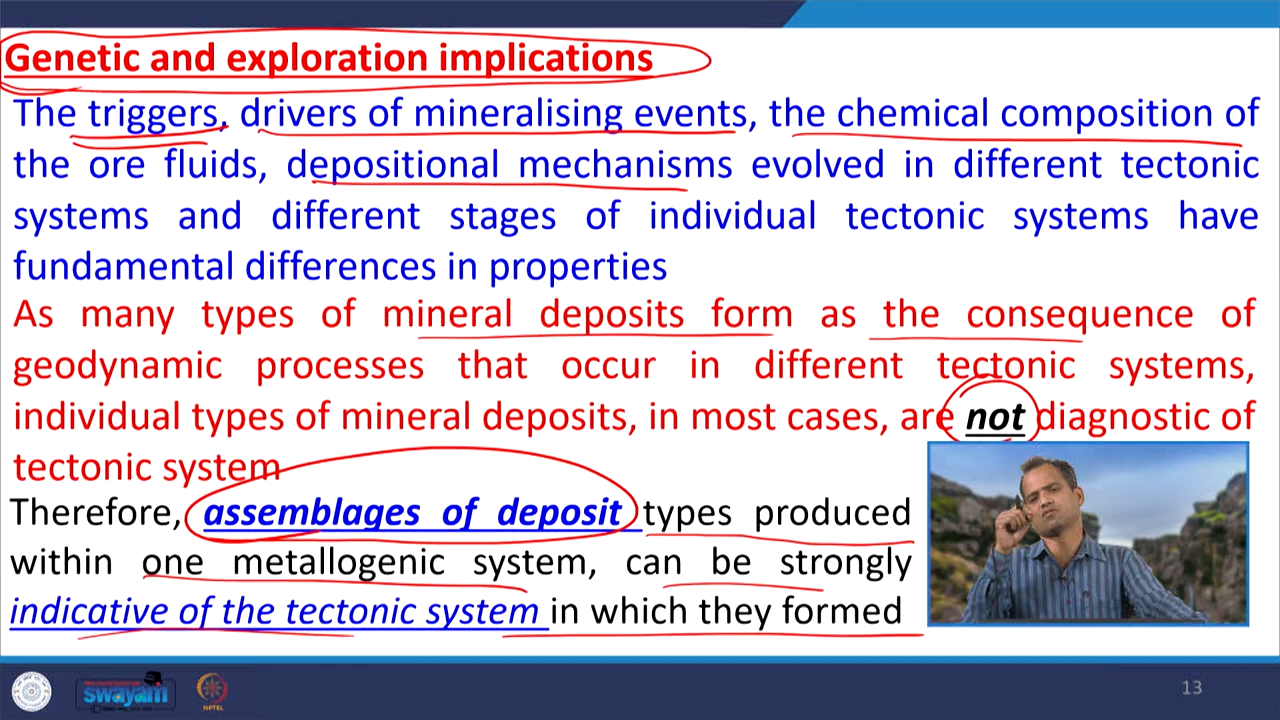 Genetic and exploration implications
The triggers, drivers of mineralising events, the chemical composition of
the ore fluids, depositional mechanisms evolved in different tectonic
systems and different stages of individual tectonic systems have
fundamental differences in properties
As many types of mineral deposits form as the consequence of
geodynamic processes that occur in different tectonic systems,
individual types of mineral deposits, in most cases, are not diagnostic of
tectonic system
Therefore, assemblages of deposit types produced
within one metallogenic system, can be strongly
indicative of the tectonic system in which they formed
swayam
NPTEL
13